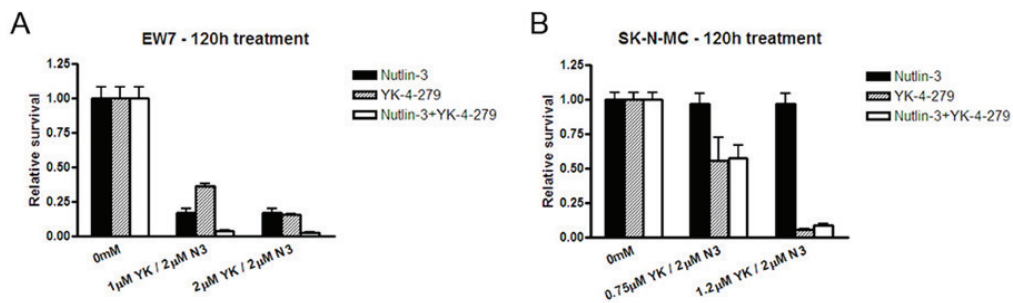 A
EW7 - 120h treatment
Relative survival
1.25
1.00
0.75
0.50
0.25
0.00
0mM
1μM YK / 2μM N3
2μM YK / 2μM N3
Nutlin-3
YK-4-279
Nutlin-3+YK-4-279
B
SK-N-MC - 120h treatment
Relative survival
1.25
1.00
0.75
0.50
0.25
0.00
0mM
0.75μM YK / 2μM N3
1.2μM YK / 2μM N3
Nutlin-3
YK-4-279
Nutlin-3+YK-4-279